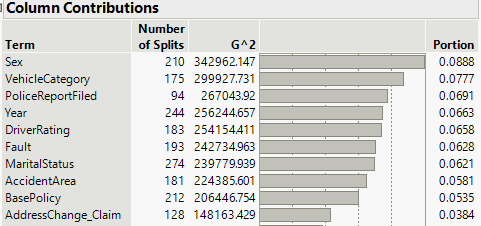 Column Contributions
Term Number of Splits G^2 Portion
Sex 210 342962.147 0.0888
VehicleCategory 175 299927.731 0.0777
PoliceReportFiled 94 267043.92 0.0691
Year 244 256244.657 0.0663
DriverRating 183 254154.411 0.0658
Fault 193 242734.963 0.0628
MaritalStatus 274 239779.939 0.0621
AccidentArea 181 224385.601 0.0581
BasePolicy 212 206446.754 0.0535
AddressChange_Claim 128 148163.429 0.0384